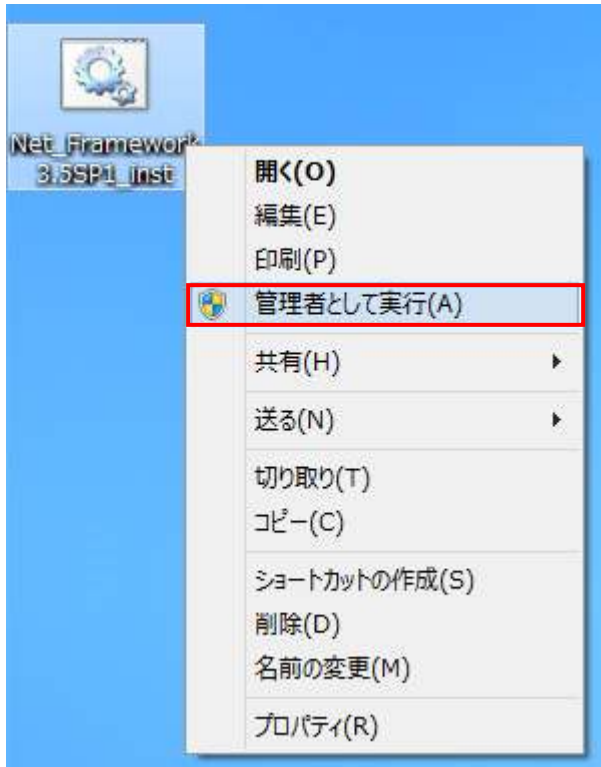 Net_Framework
3.5SP1_inst
開く(O)
編集(E)
印刷(P)
管理者として実行(A)
共有(H)
送る(N)
切り取り(T)
コピー(C)
ショートカットの作成(S)
削除(D)
名前の変更(M)
プロパティ(R)